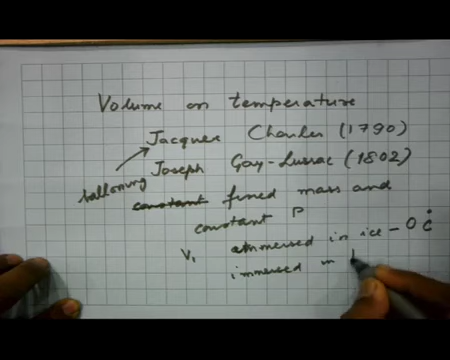 Volume on temperature
Jacques Charles (1790)
Joseph Gay-Lussac (1802)
ballooning
constant fixed mass and
constant P
V₁ immersed in ice - 0 °C
immersed in